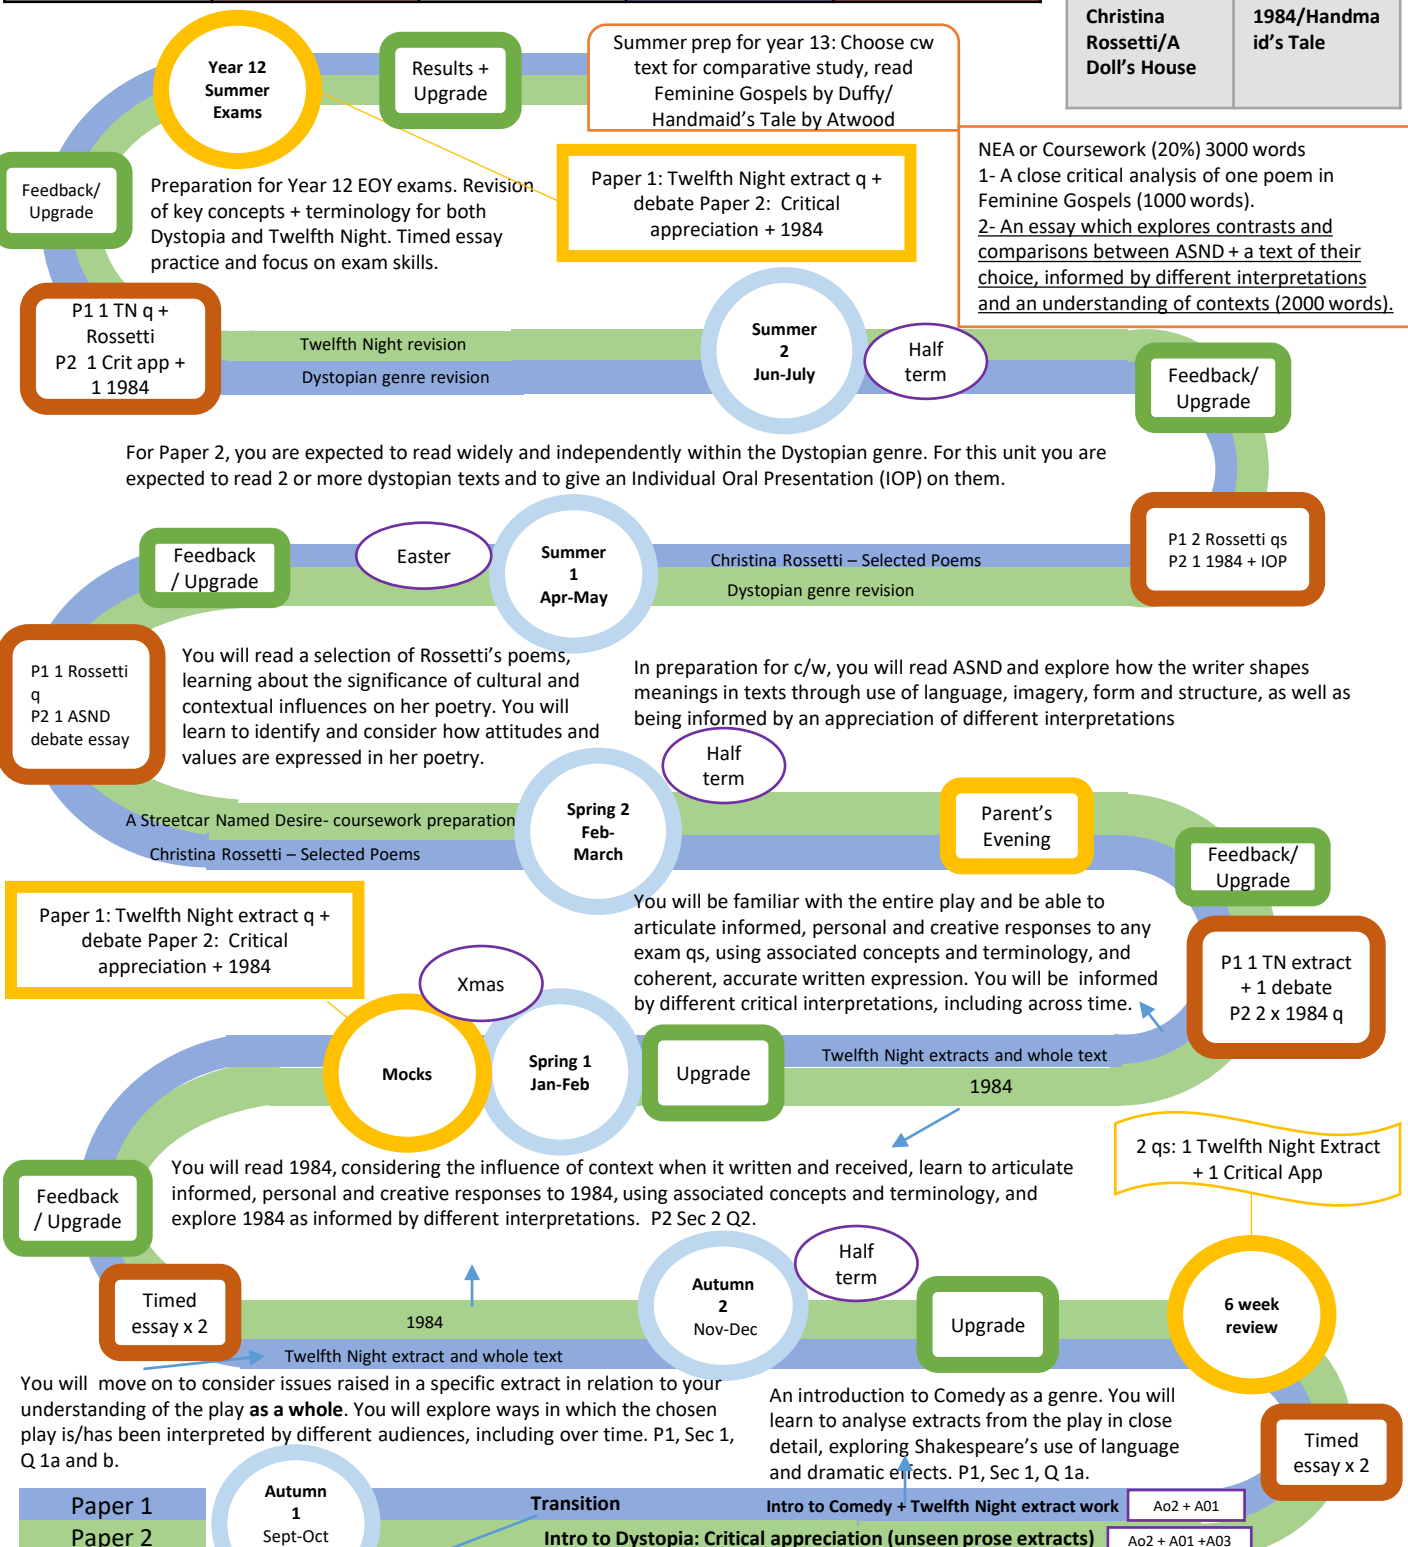 Christina
Rossetti/A
Doll's House
1984/Handma
id's Tale
Year 12
Summer
Exams
Results +
Upgrade
Summer prep for year 13: Choose cw
text for comparative study, read
Feminine Gospels by Duffy/
Handmaid's Tale by Atwood
NEA or Coursework (20%) 3000 words
1- A close critical analysis of one poem in
Feminine Gospels (1000 words).
2- An essay which explores contrasts and
comparisons between ASND + a text of their
choice, informed by different interpretations
and an understanding of contexts (2000 words).
Feedback/
Upgrade
Preparation for Year 12 EOY exams. Revision
of key concepts + terminology for both
Dystopia and Twelfth Night. Timed essay
practice and focus on exam skills.
Paper 1: Twelfth Night extract q +
debate Paper 2:  Critical
appreciation + 1984
P1 1 TN q +
Rossetti
P2  1 Crit app +
1 1984
Twelfth Night revision
Dystopian genre revision
Summer
2
Jun-July
Half
term
Feedback/
Upgrade
For Paper 2, you are expected to read widely and independently within the Dystopian genre. For this unit you are
expected to read 2 or more dystopian texts and to give an Individual Oral Presentation (IOP) on them.
Feedback
/ Upgrade
Easter
Summer
1
Apr-May
Christina Rossetti – Selected Poems
Dystopian genre revision
P1 2 Rossetti qs
P2 1 1984 + IOP
P1 1 Rossetti
q
P2 1 ASND
debate essay
You will read a selection of Rossetti's poems,
learning about the significance of cultural and
contextual influences on her poetry. You will
learn to identify and consider how attitudes and
values are expressed in her poetry.
In preparation for c/w, you will read ASND and explore how the writer shapes
meanings in texts through use of language, imagery, form and structure, as well as
being informed by an appreciation of different interpretations
Half
term
A Streetcar Named Desire- coursework preparation
Christina Rossetti – Selected Poems
Spring 2
Feb-
March
Parent's
Evening
Feedback/
Upgrade
Paper 1: Twelfth Night extract q +
debate Paper 2:  Critical
appreciation + 1984
You will be familiar with the entire play and be able to
articulate informed, personal and creative responses to any
exam qs, using associated concepts and terminology, and
coherent, accurate written expression. You will be  informed
by different critical interpretations, including across time.
P1 1 TN extract
+ 1 debate
P2 2 x 1984 q
Xmas
Mocks
Spring 1
Jan-Feb
Upgrade
Twelfth Night extracts and whole text
1984
2 qs: 1 Twelfth Night Extract
+ 1 Critical App
Feedback
/ Upgrade
You will read 1984, considering the influence of context when it written and received, learn to articulate
informed, personal and creative responses to 1984, using associated concepts and terminology, and
explore 1984 as informed by different interpretations.  P2 Sec 2 Q2.
Half
term
Timed
essay x 2
1984
Twelfth Night extract and whole text
Autumn
2
Nov-Dec
Upgrade
6 week
review
You will  move on to consider issues raised in a specific extract in relation to your
understanding of the play as a whole. You will explore ways in which the chosen
play is/has been interpreted by different audiences, including over time. P1, Sec 1,
Q 1a and b.
An introduction to Comedy as a genre. You will
learn to analyse extracts from the play in close
detail, exploring Shakespeare's use of language
and dramatic effects. P1, Sec 1, Q 1a.
Timed
essay x 2
Paper 1
Paper 2
Autumn
1
Sept-Oct
Transition
Intro to Comedy + Twelfth Night extract work
Ao2 + A01
Intro to Dystopia: Critical appreciation (unseen prose extracts)
Ao2 + A01 +A03